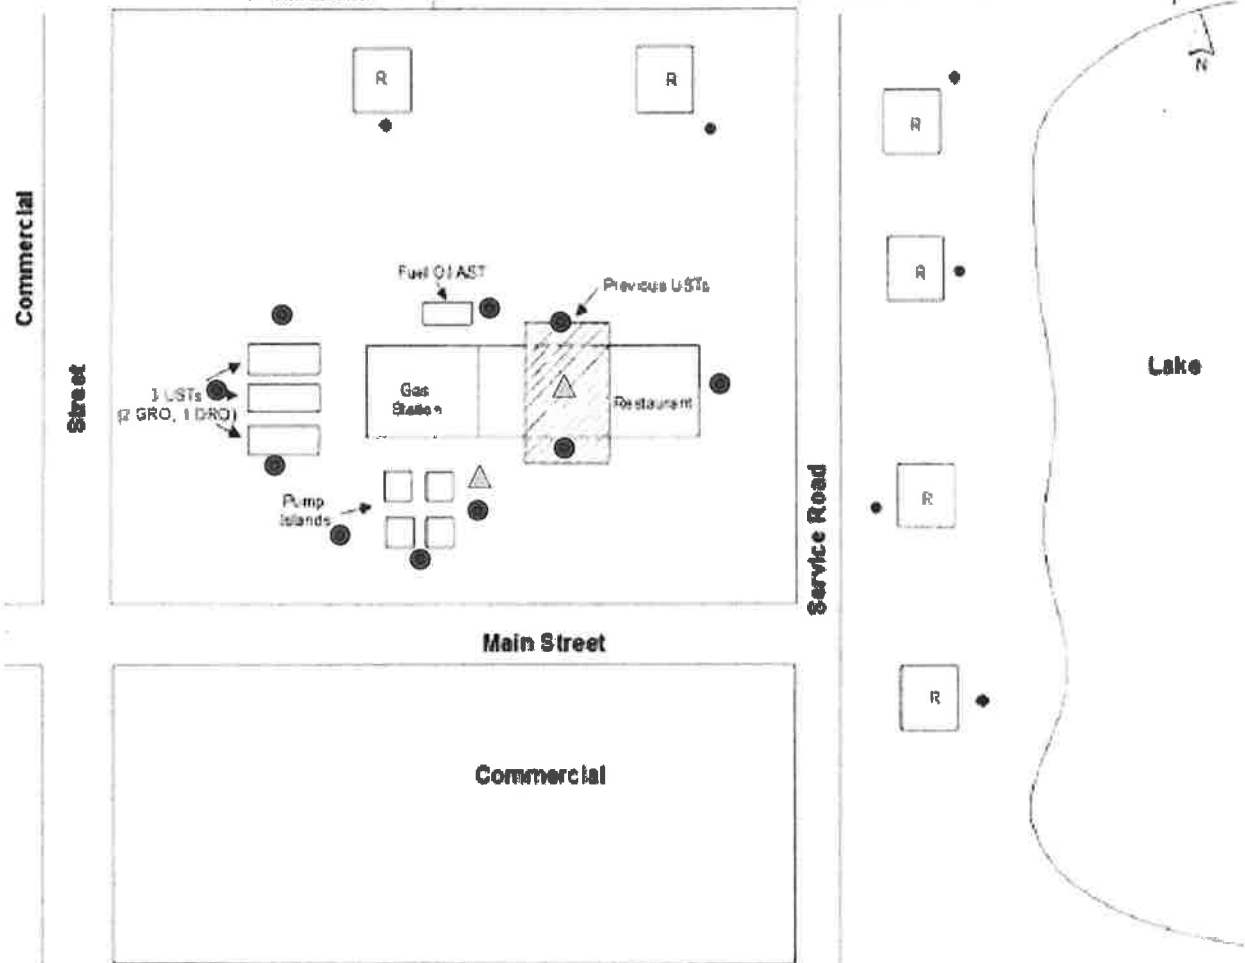 R
R
R
R
R
R
N
Commercial
Street
Fuel Oil AST
Previous USTs
3 USTs
(2 GRO, 1 DRO)
Gas
Station
Restaurant
Lake
Pump
Islands
Service Road
Main Street
Commercial